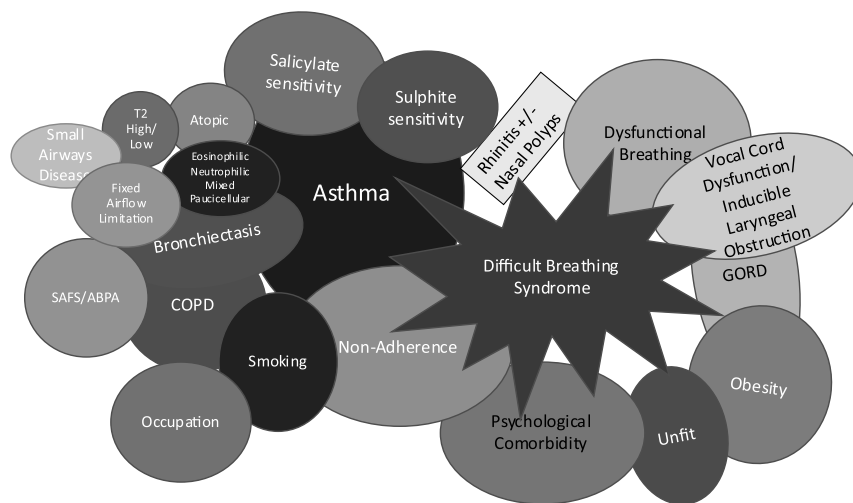 Salicylate
sensitivity
Sulphite
sensitivity
T2
High/
Low
Atopic
Small
Airways
Disease
Eosinophilic
Neutrophilic
Mixed
Paucicellular
Fixed
Airflow
Limitation
Asthma
Rhinitis +/-
Nasal Polyps
Dysfunctional
Breathing
Vocal Cord
Dysfunction/
Inducible
Laryngeal
Obstruction
GORD
Bronchiectasis
Difficult Breathing
Syndrome
SAFS/ABPA
COPD
Smoking
Non-Adherence
Occupation
Psychological
Comorbidity
Unfit
Obesity